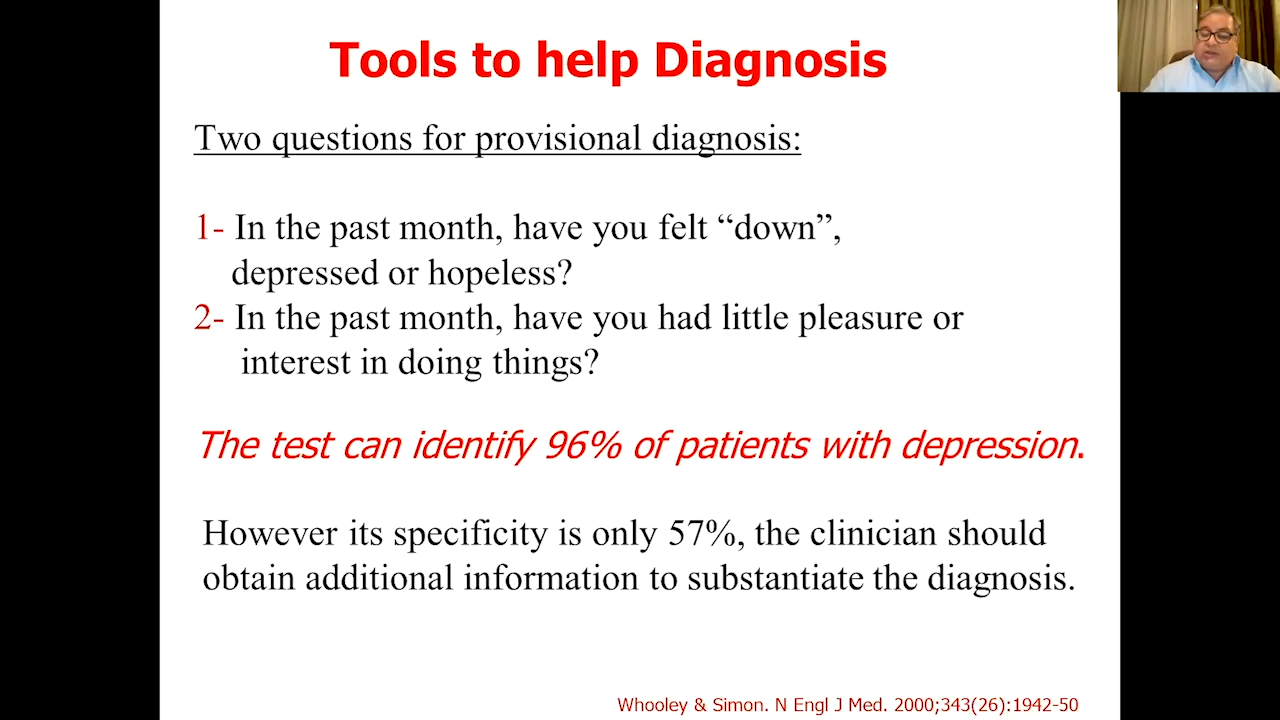 Tools to help Diagnosis
Two questions for provisional diagnosis:
1- In the past month, have you felt “down”,
depressed or hopeless?
2- In the past month, have you had little pleasure or
interest in doing things?
The test can identify 96% of patients with depression.
However its specificity is only 57%, the clinician should
obtain additional information to substantiate the diagnosis.
Whooley & Simon. N Engl J Med. 2000;343(26):1942-50